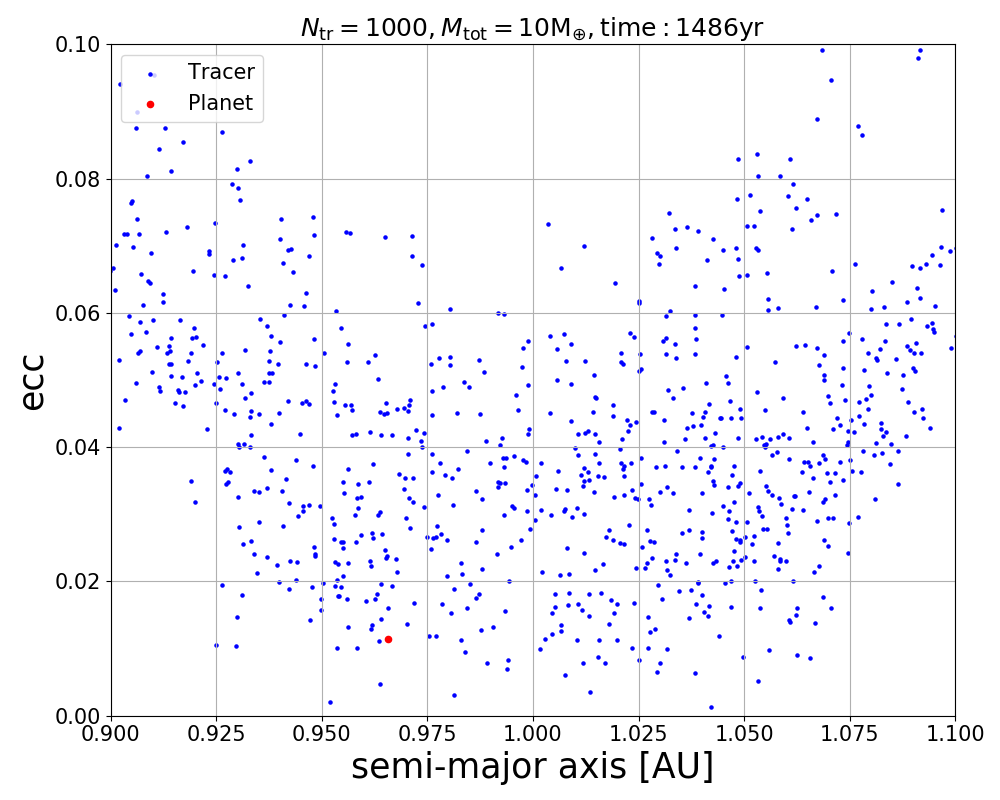 N_tr = 1000, M_tot = 10M_⊕, time : 1486yr
Tracer
Planet
0.10
0.08
0.06
0.04
0.02
0.00
ecc
0.900 0.925 0.950 0.975 1.000 1.025 1.050 1.075 1.100
semi-major axis [AU]